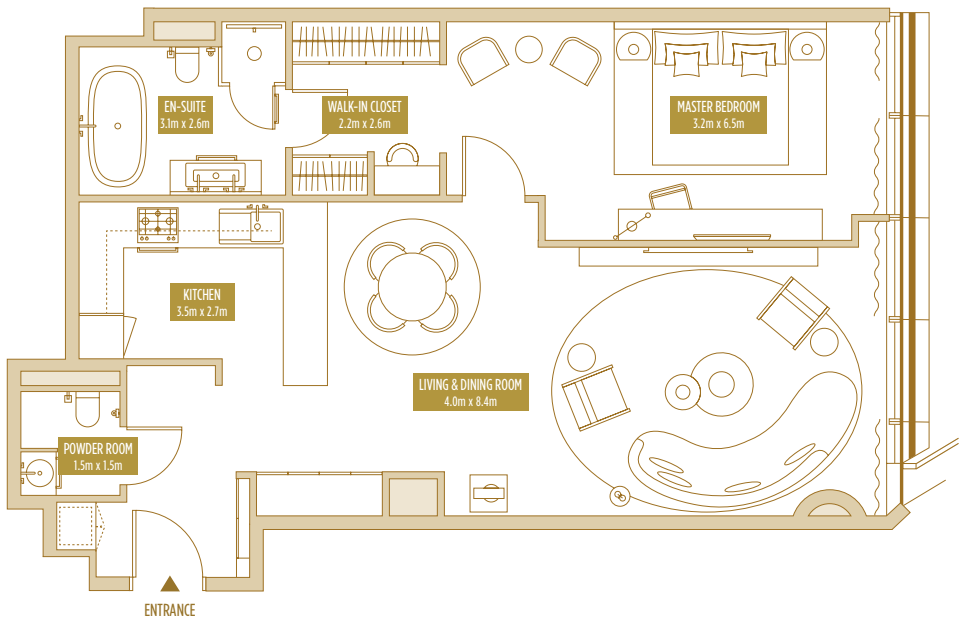 EN-SUITE
3.1m x 2.6m
WALK-IN CLOSET
2.2m x 2.6m
MASTER BEDROOM
3.2m x 6.5m
KITCHEN
3.5m x 2.7m
LIVING & DINING ROOM
4.0m x 8.4m
POWDER ROOM
1.5m x 1.5m
ENTRANCE